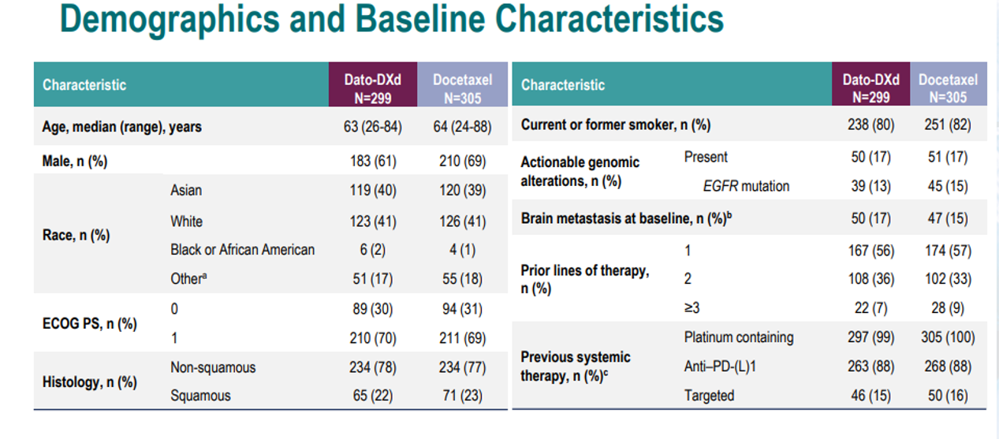 Demographics and Baseline Characteristics
Characteristic Dato-DXd N=299 Docetaxel N=305
Age, median (range), years 63 (26-84) 64 (24-88)
Male, n (%) 183 (61) 210 (69)
Race, n (%)
Asian 119 (40) 120 (39)
White 123 (41) 126 (41)
Black or African American 6 (2) 4 (1)
Otherᵃ 51 (17) 55 (18)
ECOG PS, n (%)
0 89 (30) 94 (31)
1 210 (70) 211 (69)
Histology, n (%)
Non-squamous 234 (78) 234 (77)
Squamous 65 (22) 71 (23)
Characteristic Dato-DXd N=299 Docetaxel N=305
Current or former smoker, n (%) 238 (80) 251 (82)
Actionable genomic alterations, n (%)
Present 50 (17) 51 (17)
EGFR mutation 39 (13) 45 (15)
Brain metastasis at baseline, n (%)ᵇ 50 (17) 47 (15)
Prior lines of therapy, n (%)
1 167 (56) 174 (57)
2 108 (36) 102 (33)
≥3 22 (7) 28 (9)
Previous systemic therapy, n (%)ᶜ
Platinum containing 297 (99) 305 (100)
Anti–PD-(L)1 263 (88) 268 (88)
Targeted 46 (15) 50 (16)